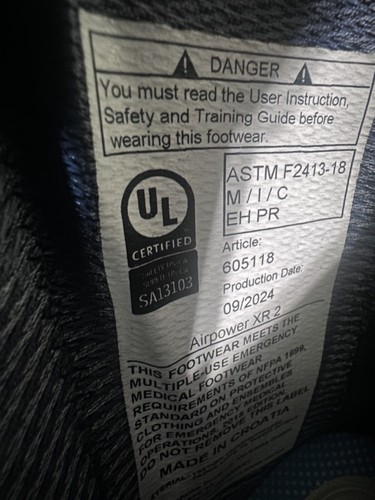 DANGER
You must read the User Instruction,
Safety and Training Guide before
wearing this footwear.
UL
CERTIFIED
SA13103
ASTM F2413-18
M / I / C
EH PR
Article:
605118
Production Date:
09/2024
Airpower XR 2
THIS FOOTWEAR MEETS THE
MULTIPLE-USE EMERGENCY
MEDICAL FOOTWEAR
REQUIREMENTS OF NFPA 1999,
STANDARD ON PROTECTIVE
CLOTHING AND ENSEMBLES
FOR EMERGENCY MEDICAL
OPERATIONS, 2018 EDITION.
DO NOT REMOVE THIS LABEL
MADE IN CROATIA